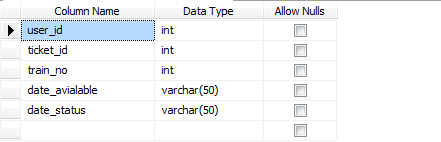 Column Name Data Type Allow Nulls
user_id int
ticket_id int
train_no int
date_avialable varchar(50)
date_status varchar(50)